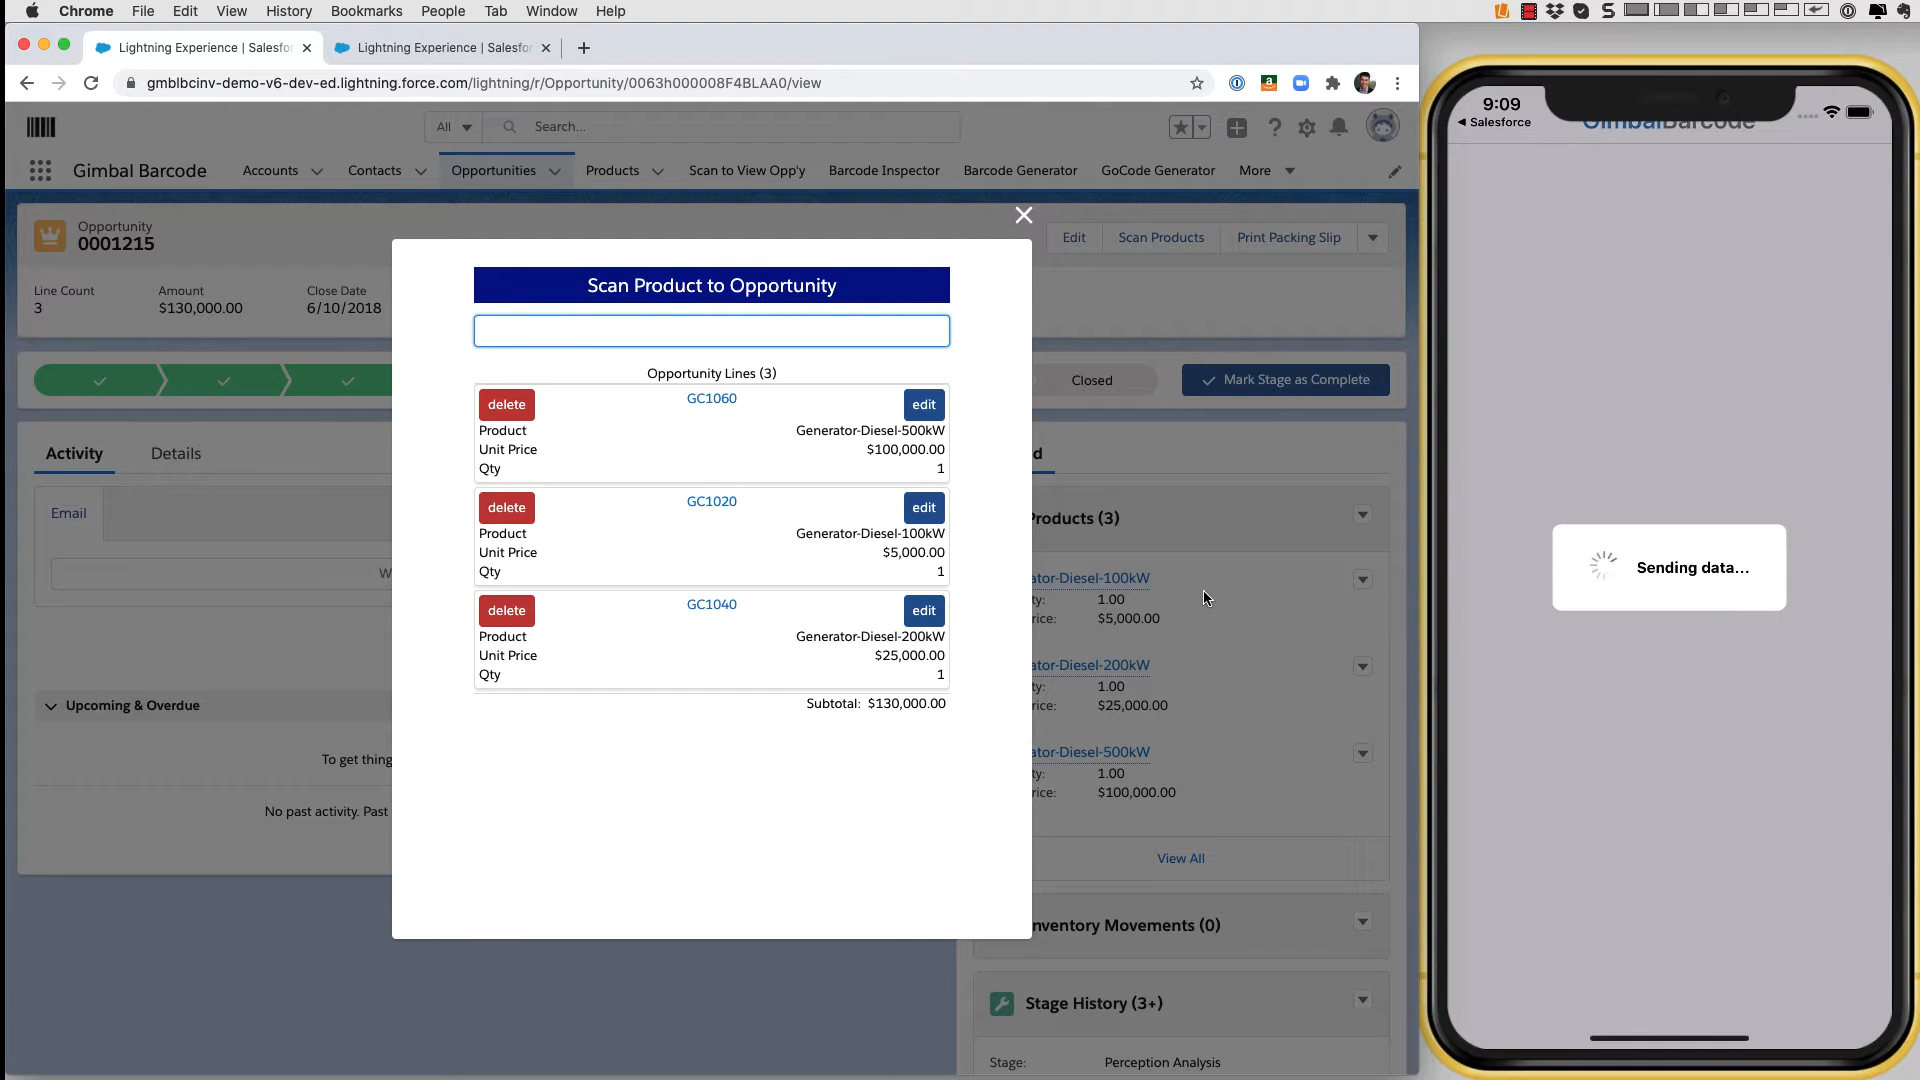 Chrome File Edit View History Bookmarks People Tab Window Help
Lightning Experience | Salesfor
Lightning Experience | Salesfor
gmblbcinv-demo-v6-dev-ed.lightning.force.com/lightning/r/Opportunity/0063h000008F4BLAA0/view
All
Search...
Gimbal Barcode
Accounts
Contacts
Opportunities
Products
Scan to View Opp'y
Barcode Inspector
Barcode Generator
GoCode Generator
More
Opportunity
0001215
Edit
Scan Products
Print Packing Slip
Line Count
3
Amount
$130,000.00
Close Date
6/10/2018
Closed
Mark Stage as Complete
Activity
Details
Email
W
Upcoming & Overdue
To get thing
No past activity. Past
Scan Product to Opportunity
Opportunity Lines (3)
delete GC1060 edit
Product Generator-Diesel-500kW
Unit Price $100,000.00
Qty 1
delete GC1020 edit
Product Generator-Diesel-100kW
Unit Price $5,000.00
Qty 1
delete GC1040 edit
Product Generator-Diesel-200kW
Unit Price $25,000.00
Qty 1
Subtotal: $130,000.00
d
Products (3)
ator-Diesel-100kW
ty: 1.00
rice: $5,000.00
ator-Diesel-200kW
ty: 1.00
rice: $25,000.00
ator-Diesel-500kW
ty: 1.00
rice: $100,000.00
View All
nventory Movements (0)
Stage History (3+)
Stage: Perception Analysis
9:09
Salesforce
GimbalBarcode
Sending data...